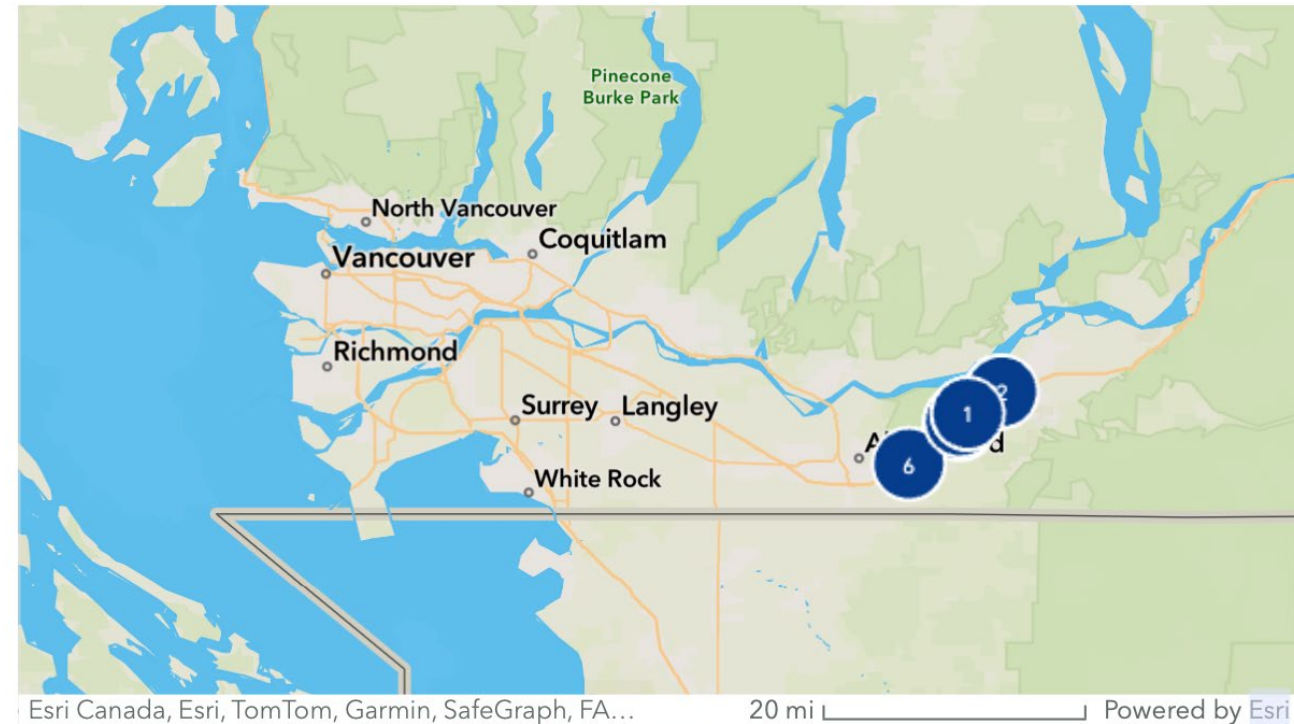 Pinecone
Burke Park
North Vancouver
Coquitlam
Vancouver
Richmond
Surrey
Langley
2
1
6
White Rock
Esri Canada, Esri, TomTom, Garmin, SafeGraph, FA...
20 mi
Powered by Esri